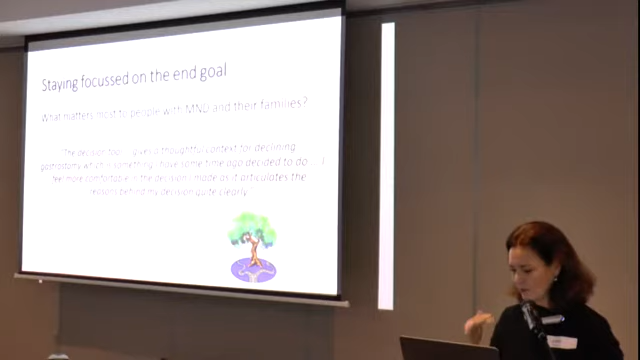 Staying focussed on the end goal
What matters most to people with MND and their families?
"The decision tool gives a thoughtful context for declining
gastrostomy which is something I have some time ago decided to do... I
feel more comfortable in the decision I made as it articulates the
reasons behind my decision quite clearly."